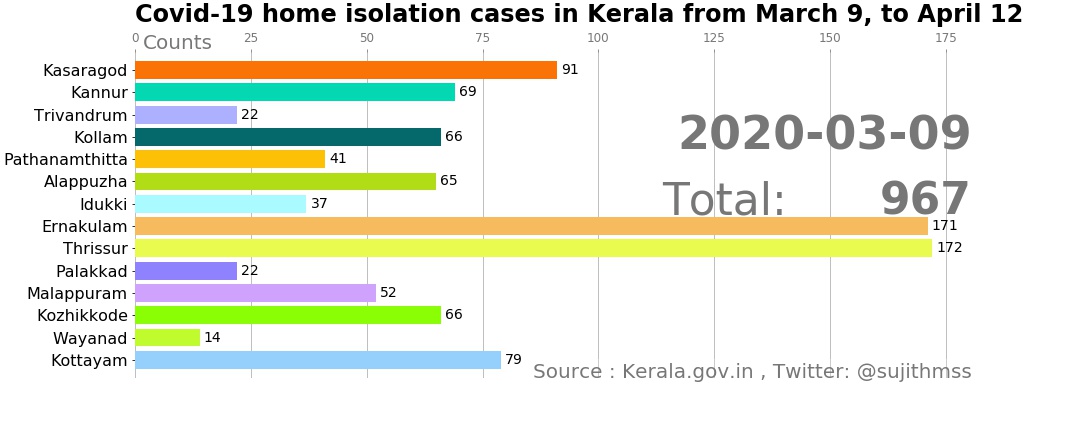 Covid-19 home isolation cases in Kerala from March 9, to April 12
0 25 50 75 100 125 150 175
Counts
Kasaragod 91
Kannur 69
Trivandrum 22
2020-03-09
Kollam 66
Pathanamthitta 41
Alappuzha 65
Total: 967
Idukki 37
Ernakulam 171
Thrissur 172
Palakkad 22
Malappuram 52
Kozhikkode 66
Wayanad 14
Kottayam 79
Source : Kerala.gov.in , Twitter: @sujithmss